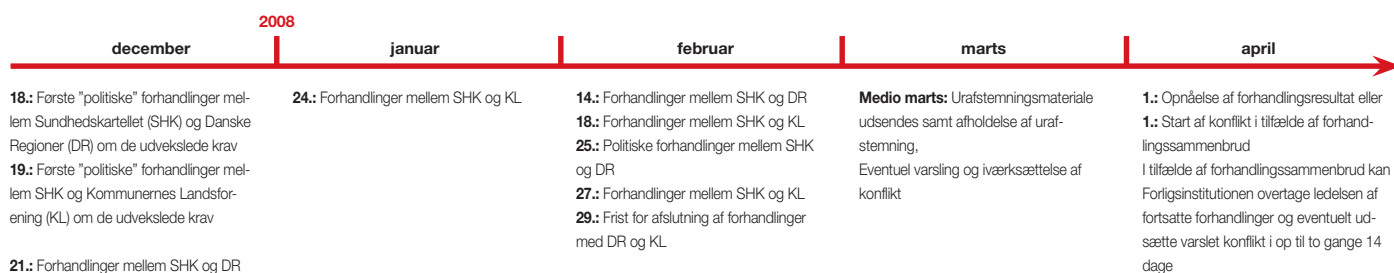 2008
december
januar
februar
marts
april
18.: Første ”politiske” forhandlinger mel-
lem Sundhedskartellet (SHK) og Danske
Regioner (DR) om de udvekslede krav
19.: Første ”politiske” forhandlinger mel-
lem SHK og Kommunernes Landsfor-
ening (KL) om de udvekslede krav
21.: Forhandlinger mellem SHK og DR
24.: Forhandlinger mellem SHK og KL
14.: Forhandlinger mellem SHK og DR
18.: Forhandlinger mellem SHK og KL
25.: Politiske forhandlinger mellem SHK
og DR
27.: Forhandlinger mellem SHK og KL
29.: Frist for afslutning af forhandlinger
med DR og KL
Medio marts: Urafstemningsmateriale
udsendes samt afholdelse af uraf-
stemning,
Eventuel varsling og iværksættelse af
konflikt
1.: Opnåelse af forhandlingsresultat eller
1.: Start af konflikt i tilfælde af forhand-
lingssammenbrud
I tilfælde af forhandlingssammenbrud kan
Forligsinstitutionen overtage ledelsen af
fortsatte forhandlinger og eventuelt ud-
sætte varslet konflikt i op til to gange 14
dage